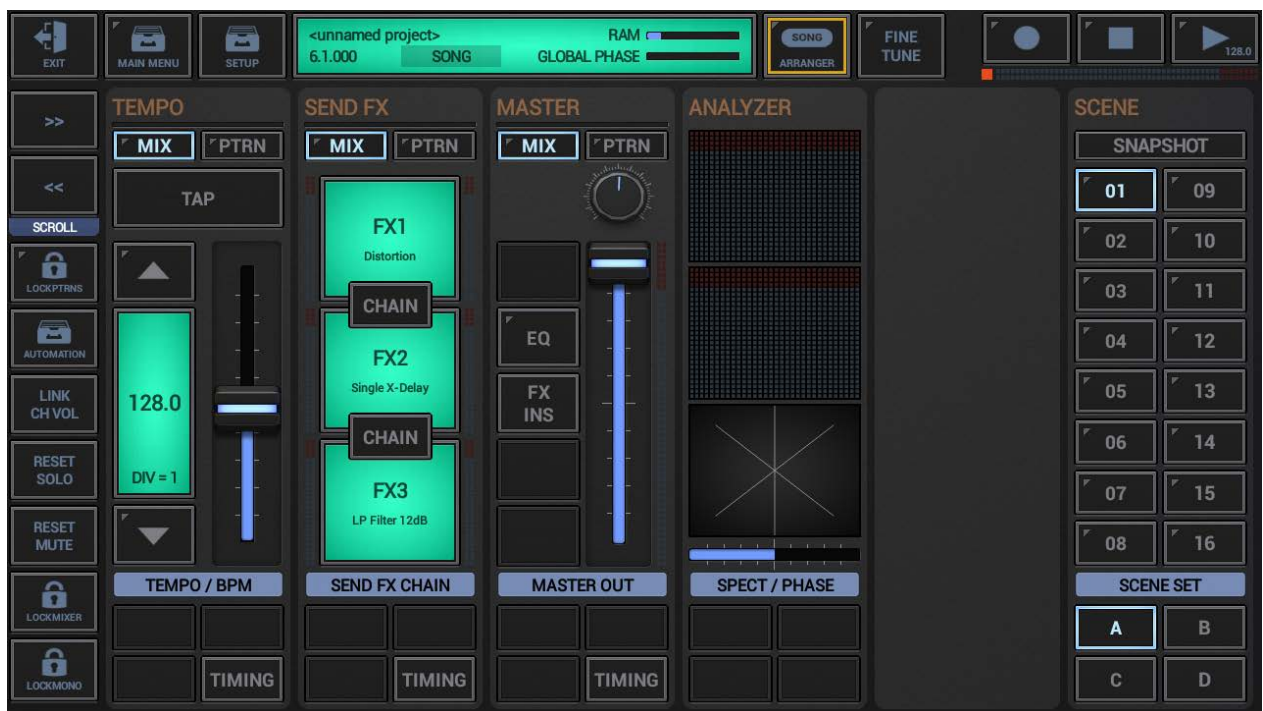 EXIT
MAIN MENU
SETUP
<unnamed project>
RAM
6.1.000
SONG
GLOBAL PHASE
SONG
ARRANGER
FINE
TUNE
128.0
>>
<<
SCROLL
LOCKPTRNS
AUTOMATION
LINK
CH VOL
RESET
SOLO
RESET
MUTE
LOCKMIXER
LOCKMONO
TEMPO
MIX
PTRN
TAP
128.0
DIV = 1
TEMPO / BPM
TIMING
SEND FX
MIX
PTRN
FX1
Distortion
CHAIN
FX2
Single X-Delay
CHAIN
FX3
LP Filter 12dB
SEND FX CHAIN
TIMING
MASTER
MIX
PTRN
EQ
FX
INS
MASTER OUT
TIMING
ANALYZER
SPECT / PHASE
SCENE
SNAPSHOT
01
09
02
10
03
11
04
12
05
13
06
14
07
15
08
16
SCENE SET
A
B
C
D